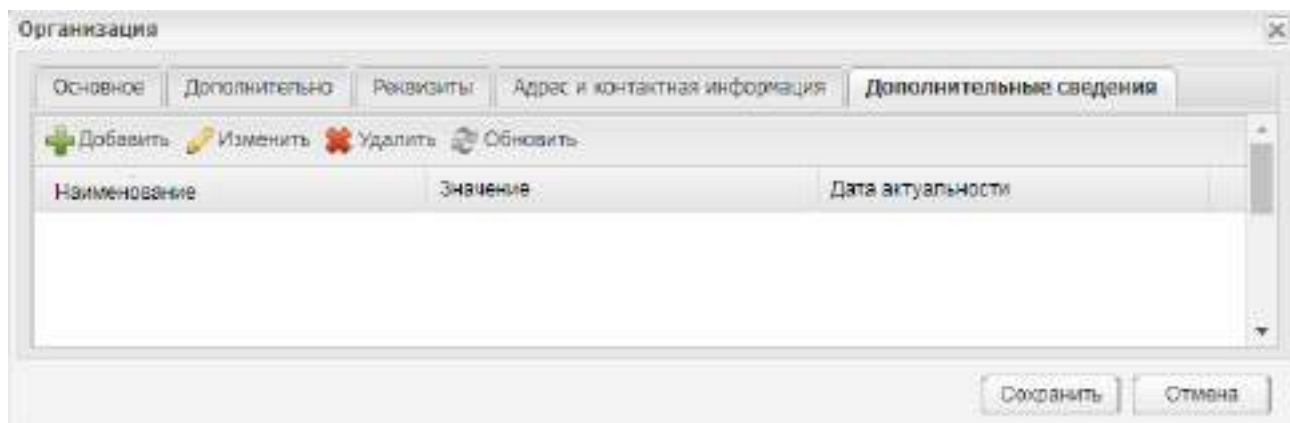 Организация
Основное Дополнительно Реквизиты Адрес и контактная информация Дополнительные сведения
Добавить Изменить Удалить Обновить
Наименование Значение Дата актуальности
Сохранить Отмена